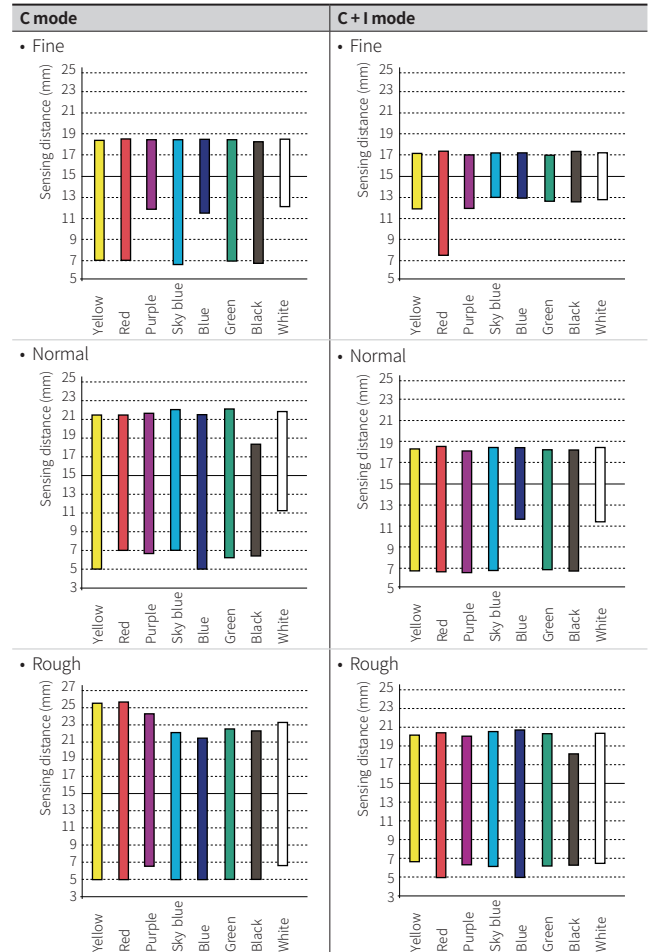 C mode
C + I mode
• Fine
Sensing distance (mm)
25
23
21
19
17
15
13
11
9
7
5
Yellow
Red
Purple
Sky blue
Blue
Green
Black
White
• Fine
Sensing distance (mm)
25
23
21
19
17
15
13
11
9
7
5
Yellow
Red
Purple
Sky blue
Blue
Green
Black
White
• Normal
Sensing distance (mm)
25
23
21
19
17
15
13
11
9
7
5
3
Yellow
Red
Purple
Sky blue
Blue
Green
Black
White
• Normal
Sensing distance (mm)
25
23
21
19
17
15
13
11
9
7
5
Yellow
Red
Purple
Sky blue
Blue
Green
Black
White
• Rough
Sensing distance (mm)
27
25
23
21
19
17
15
13
11
9
7
5
3
Yellow
Red
Purple
Sky blue
Blue
Green
Black
White
• Rough
Sensing distance (mm)
25
23
21
19
17
15
13
11
9
7
5
3
Yellow
Red
Purple
Sky blue
Blue
Green
Black
White